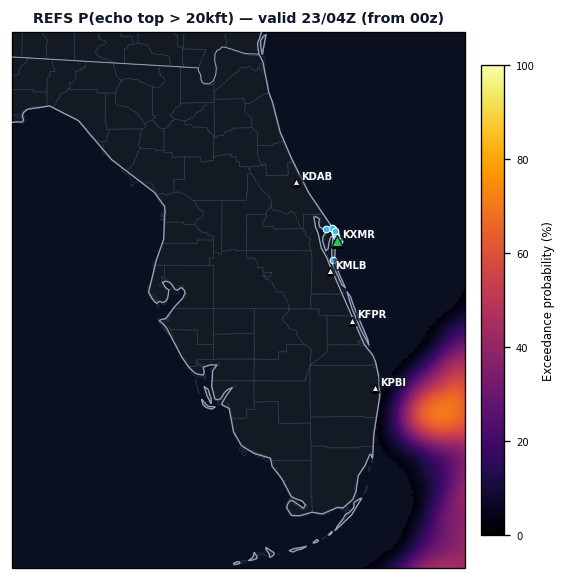 REFS P(echo top > 20kft) — valid 23/04Z (from 00z)
KDAB
KXMR
KMLB
KFPR
KPBI
100
80
60
40
20
0
Exceedance probability (%)